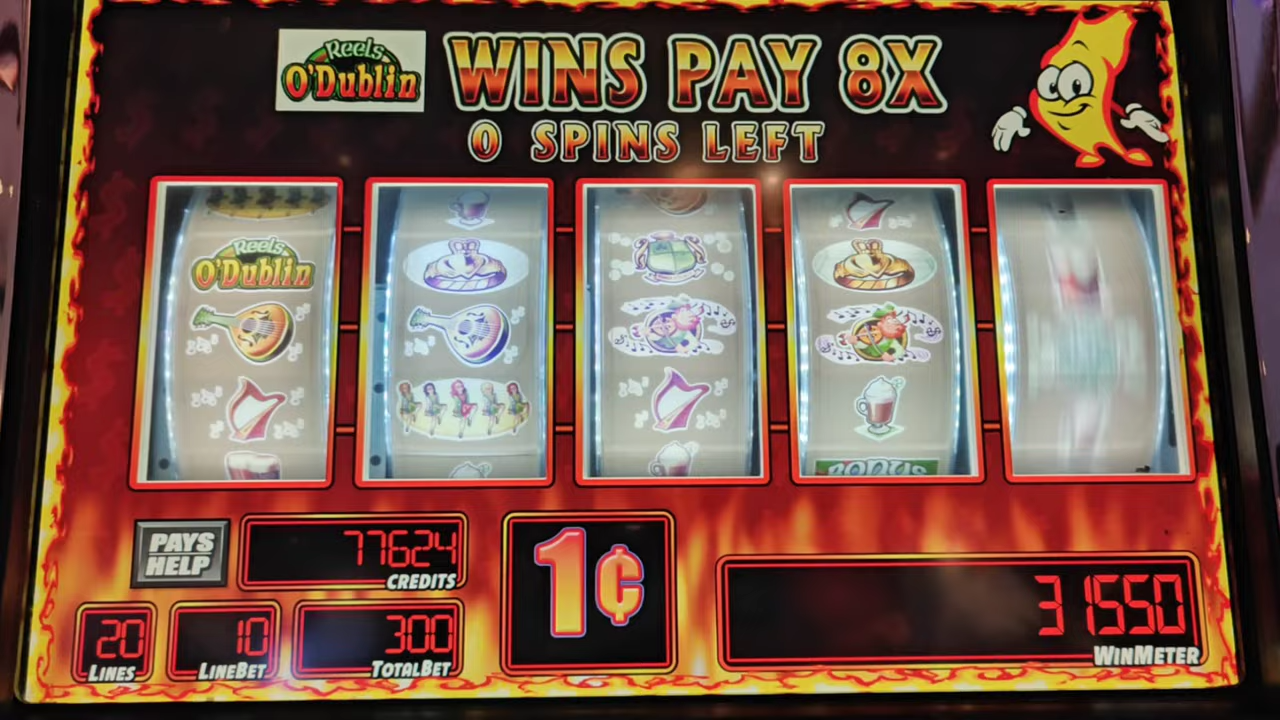 Reels
O'Dublin
WINS PAY 8X
0 SPINS LEFT
Reels
O'Dublin
BONUS
PAYS
HELP
77624
CREDITS
1¢
31550
WINMETER
20
LINES
10
LINEBET
300
TOTALBET